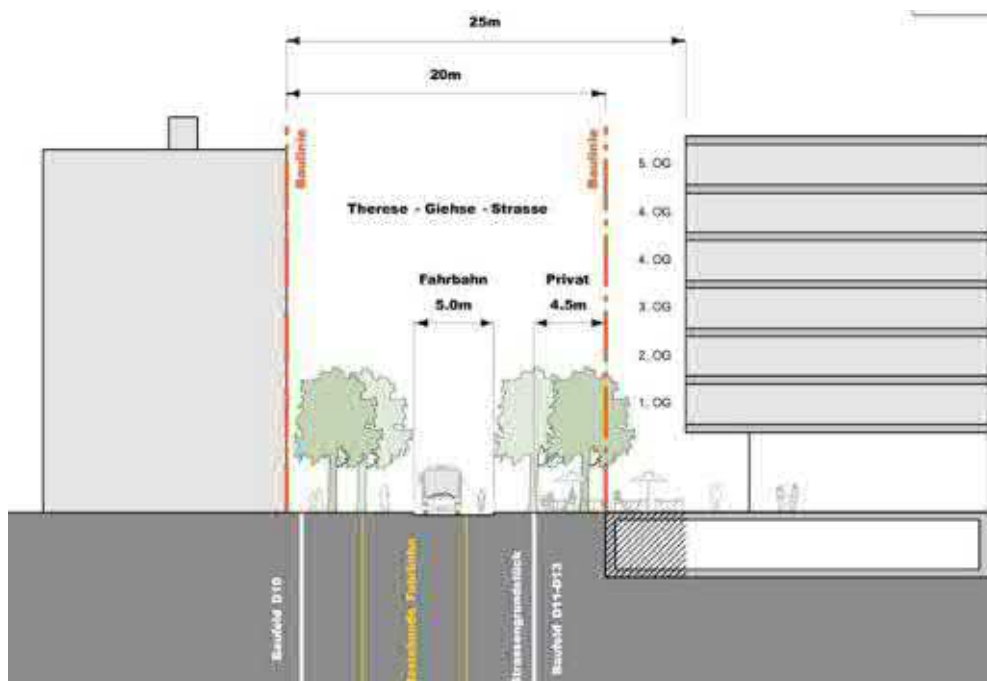 25m
20m
Baulinie
Baulinie
5. OG
Therese - Giehse - Strasse
4. OG
4. OG
Fahrbahn
5.0m
Privat
4.5m
3. OG
2. OG
1. OG
Baufeld D10
Bestehende Fahrbahn
Strassengrundstück
Baufeld D11-D13